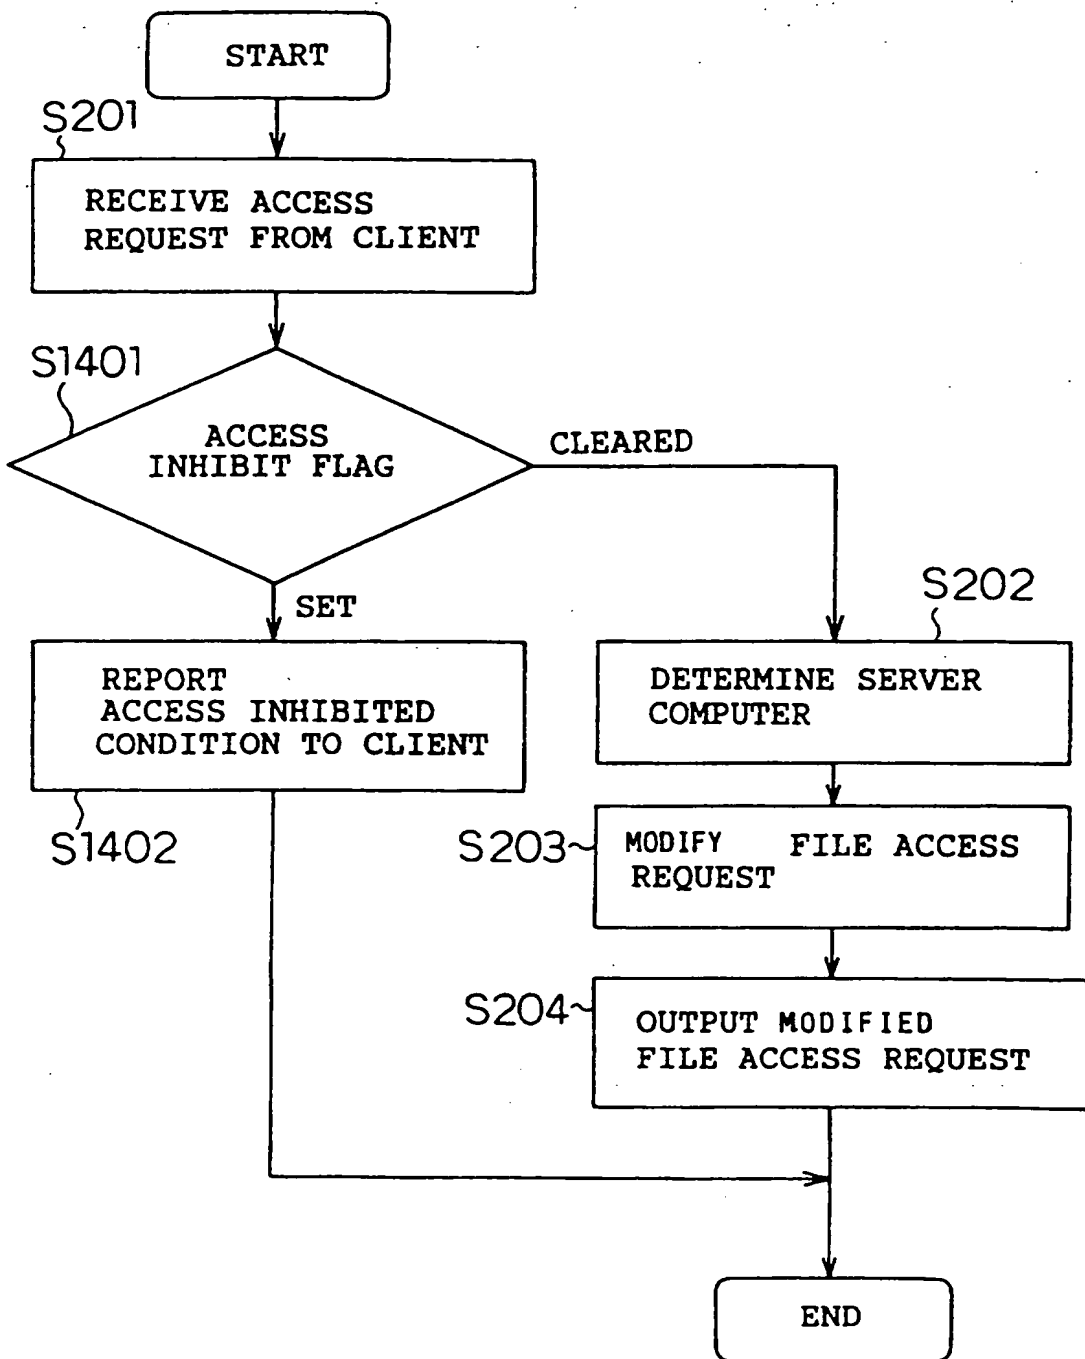 START
S201
RECEIVE ACCESS
REQUEST FROM CLIENT
S1401
ACCESS
INHIBIT FLAG
CLEARED
SET
S1402
REPORT
ACCESS INHIBITED
CONDITION TO CLIENT
S202
DETERMINE SERVER
COMPUTER
S203
MODIFY FILE ACCESS
REQUEST
S204
OUTPUT MODIFIED
FILE ACCESS REQUEST
END